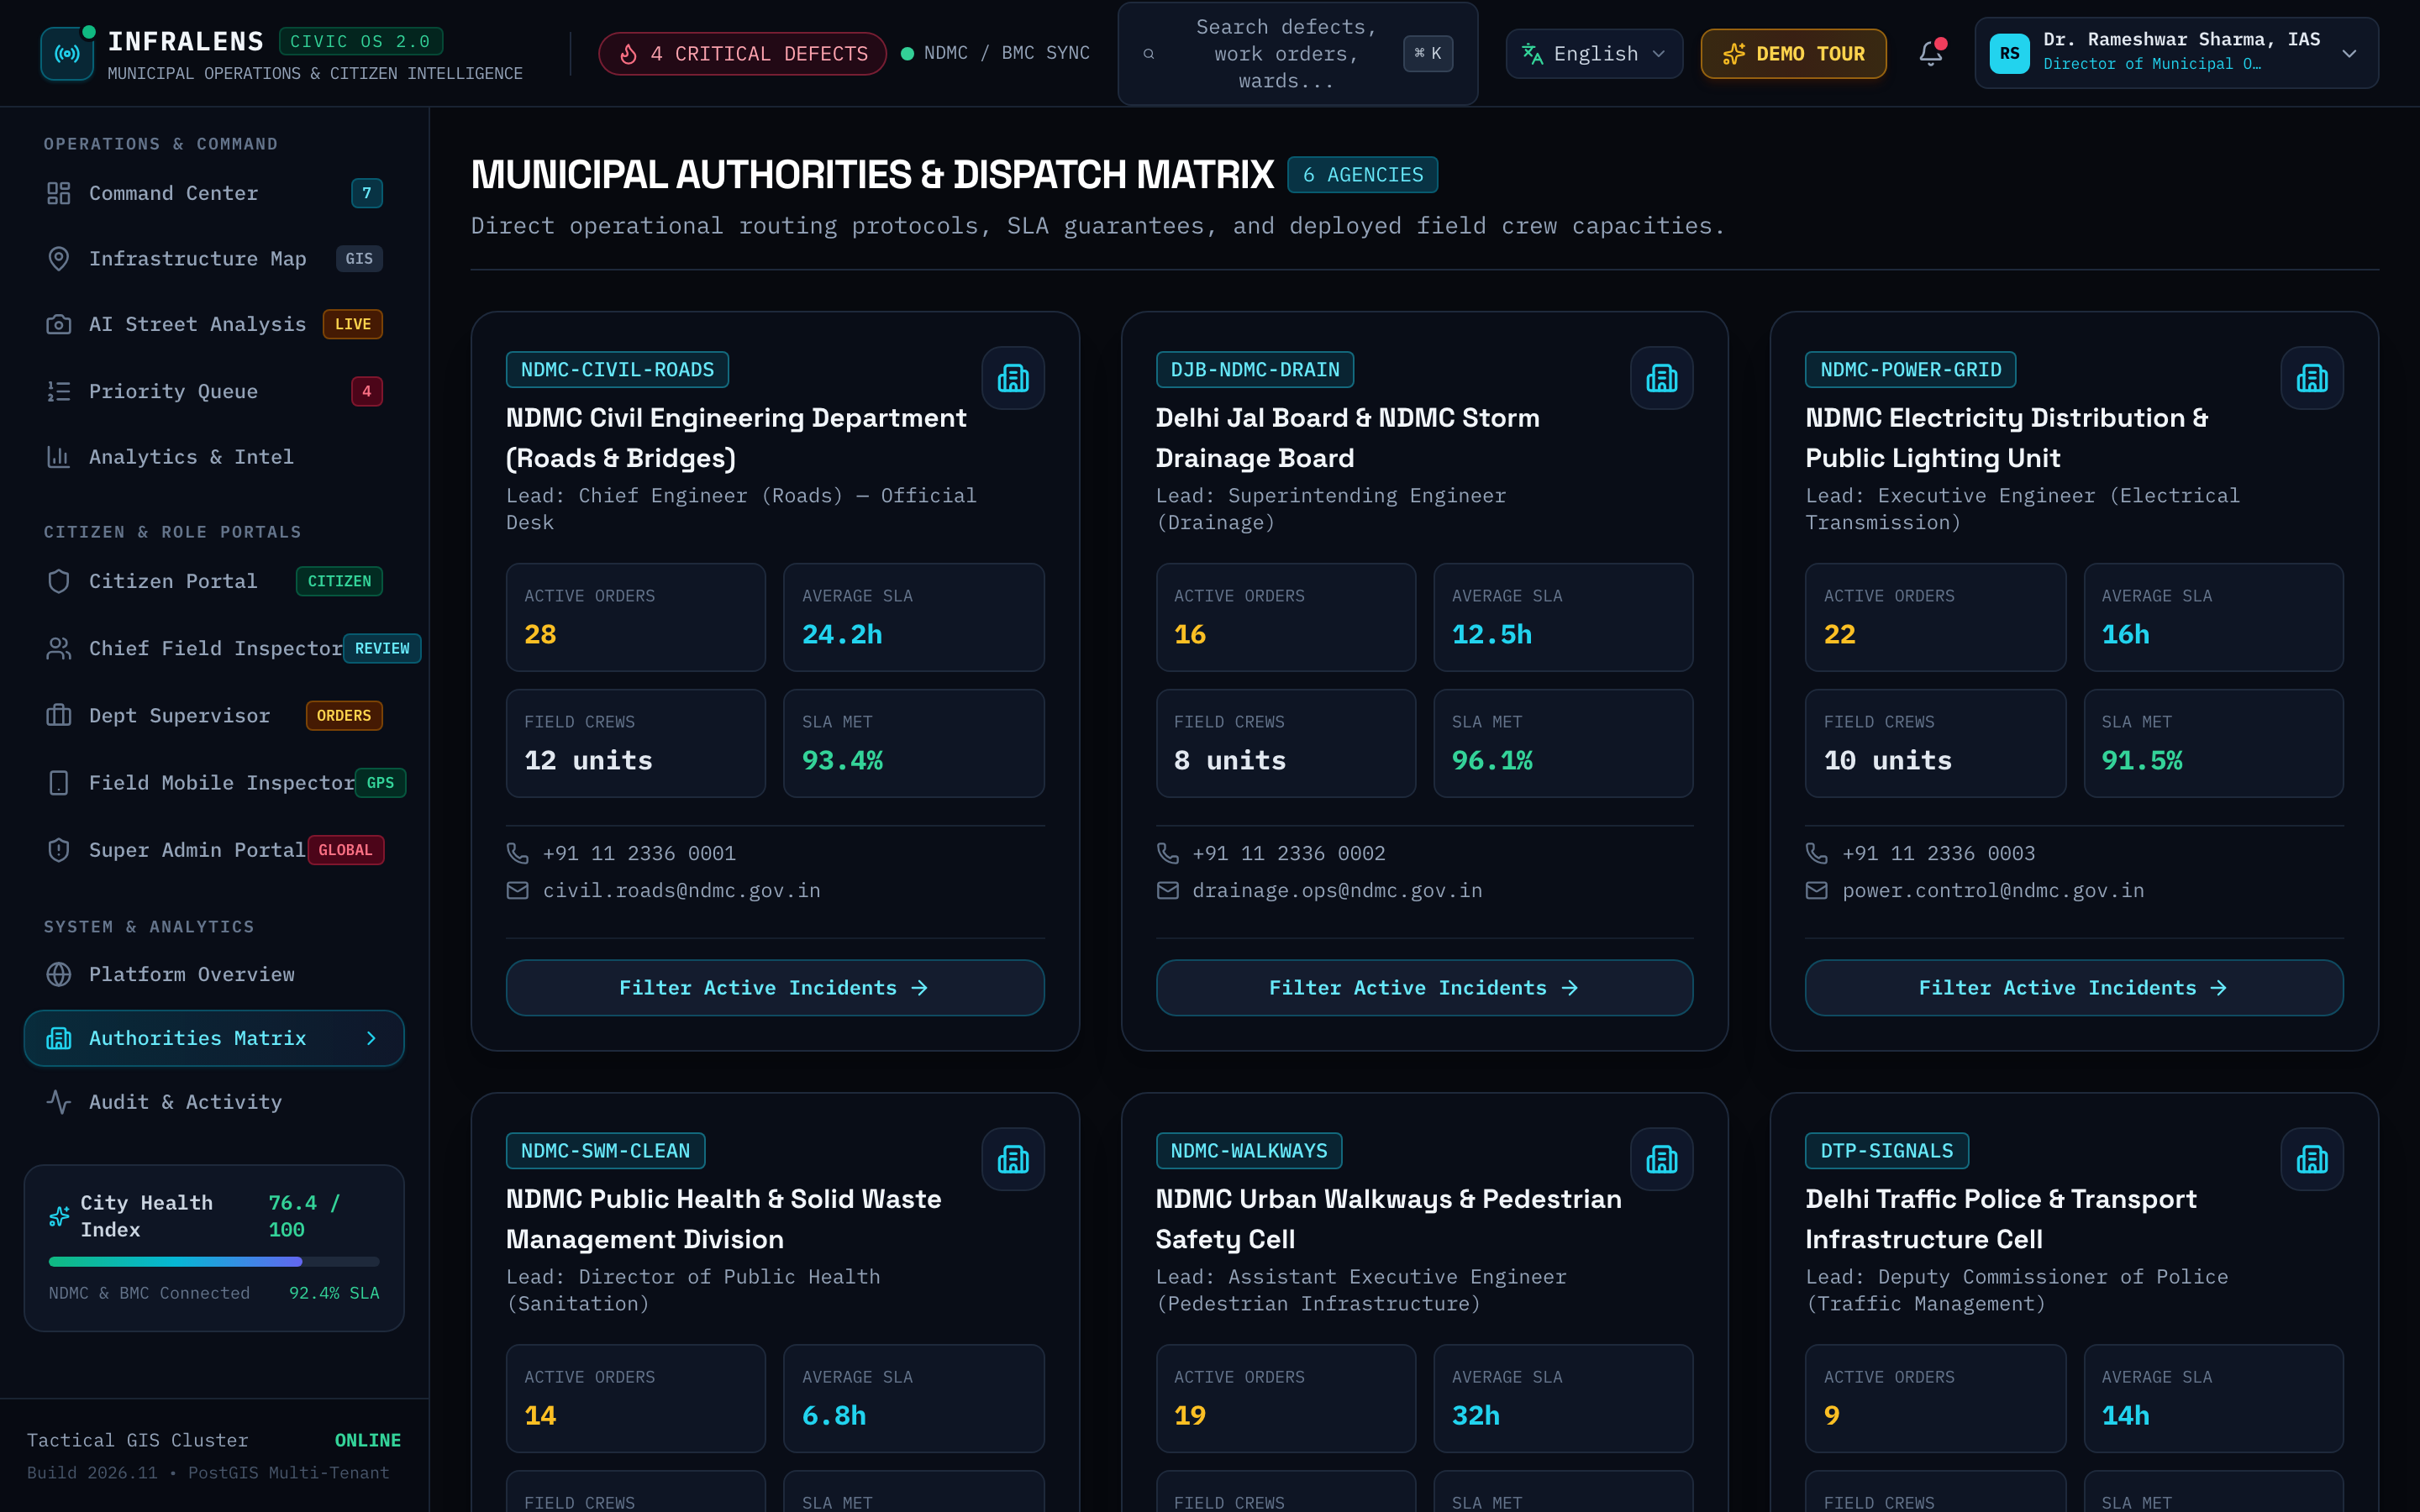 INFRALENS CIVIC OS 2.0
MUNICIPAL OPERATIONS & CITIZEN INTELLIGENCE
4 CRITICAL DEFECTS
NDMC / BMC SYNC
Search defects,
work orders,
wards...
⌘ K
English
DEMO TOUR
RS
Dr. Rameshwar Sharma, IAS
Director of Municipal O…
OPERATIONS & COMMAND
Command Center 7
Infrastructure Map GIS
AI Street Analysis LIVE
Priority Queue 4
Analytics & Intel
CITIZEN & ROLE PORTALS
Citizen Portal CITIZEN
Chief Field Inspector REVIEW
Dept Supervisor ORDERS
Field Mobile Inspector GPS
Super Admin Portal GLOBAL
SYSTEM & ANALYTICS
Platform Overview
Authorities Matrix
Audit & Activity
City Health
Index
76.4 /
100
NDMC & BMC Connected 92.4% SLA
Tactical GIS Cluster ONLINE
Build 2026.11 • PostGIS Multi-Tenant
MUNICIPAL AUTHORITIES & DISPATCH MATRIX 6 AGENCIES
Direct operational routing protocols, SLA guarantees, and deployed field crew capacities.
NDMC-CIVIL-ROADS
NDMC Civil Engineering Department
(Roads & Bridges)
Lead: Chief Engineer (Roads) — Official
Desk
ACTIVE ORDERS
28
AVERAGE SLA
24.2h
FIELD CREWS
12 units
SLA MET
93.4%
+91 11 2336 0001
civil.roads@ndmc.gov.in
Filter Active Incidents →
DJB-NDMC-DRAIN
Delhi Jal Board & NDMC Storm
Drainage Board
Lead: Superintending Engineer
(Drainage)
ACTIVE ORDERS
16
AVERAGE SLA
12.5h
FIELD CREWS
8 units
SLA MET
96.1%
+91 11 2336 0002
drainage.ops@ndmc.gov.in
Filter Active Incidents →
NDMC-POWER-GRID
NDMC Electricity Distribution &
Public Lighting Unit
Lead: Executive Engineer (Electrical
Transmission)
ACTIVE ORDERS
22
AVERAGE SLA
16h
FIELD CREWS
10 units
SLA MET
91.5%
+91 11 2336 0003
power.control@ndmc.gov.in
Filter Active Incidents →
NDMC-SWM-CLEAN
NDMC Public Health & Solid Waste
Management Division
Lead: Director of Public Health
(Sanitation)
ACTIVE ORDERS
14
AVERAGE SLA
6.8h
FIELD CREWS
SLA MET
NDMC-WALKWAYS
NDMC Urban Walkways & Pedestrian
Safety Cell
Lead: Assistant Executive Engineer
(Pedestrian Infrastructure)
ACTIVE ORDERS
19
AVERAGE SLA
32h
FIELD CREWS
SLA MET
DTP-SIGNALS
Delhi Traffic Police & Transport
Infrastructure Cell
Lead: Deputy Commissioner of Police
(Traffic Management)
ACTIVE ORDERS
9
AVERAGE SLA
14h
FIELD CREWS
SLA MET